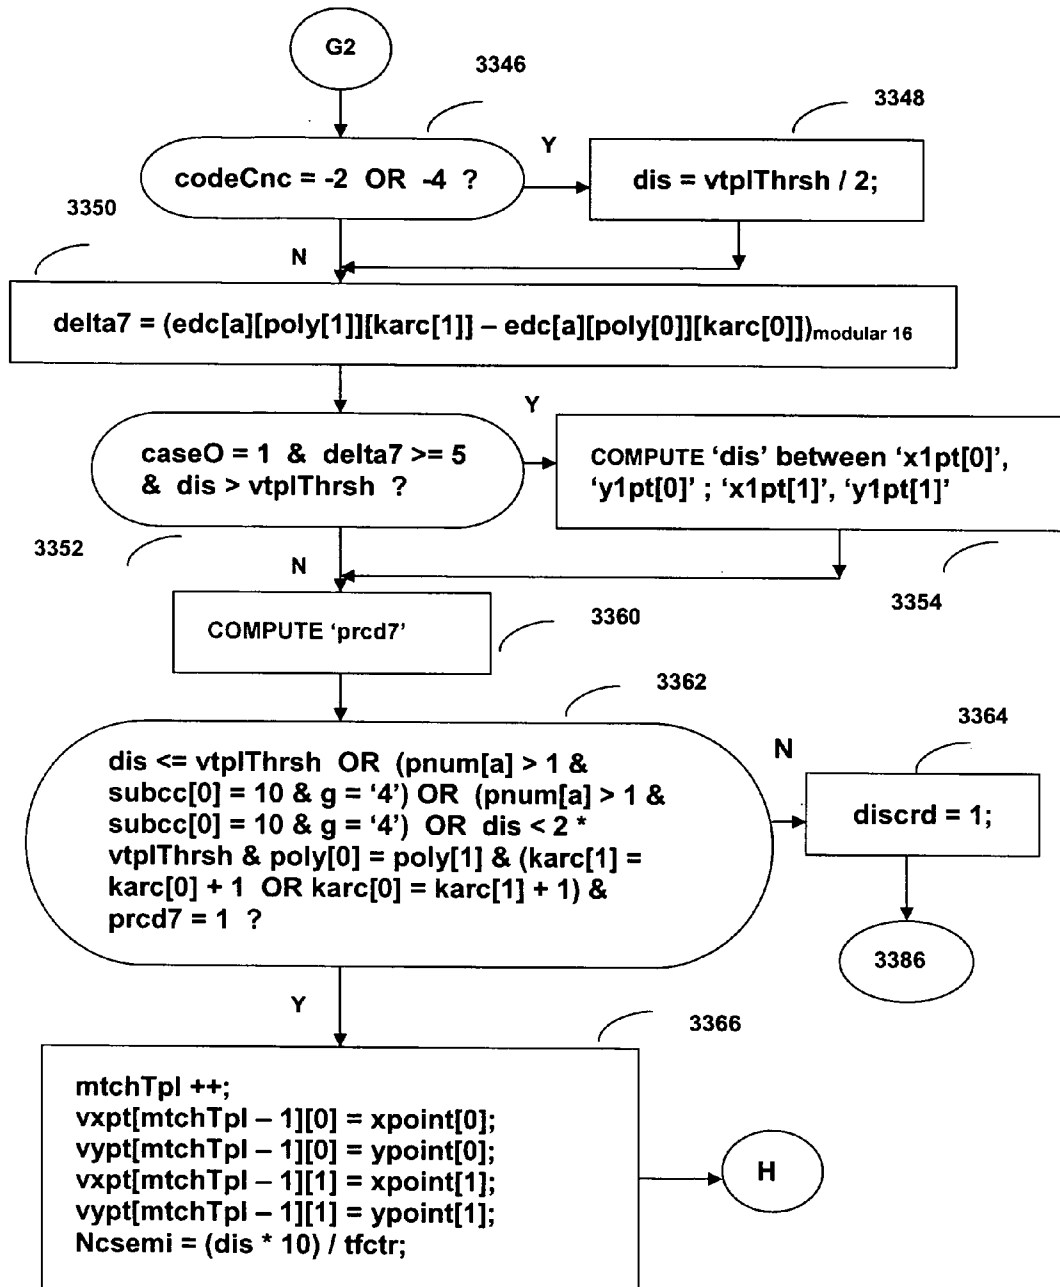 G2
3346
3348
codeCnc = -2 OR -4 ?
Y
dis = vtplThrsh / 2;
3350
N
delta7 = (edc[a][poly[1]][karc[1]] – edc[a][poly[0]][karc[0]])modular 16
Y
caseO = 1 & delta7 >= 5
& dis > vtplThrsh ?
COMPUTE ‘dis’ between ‘x1pt[0]’,
‘y1pt[0]’ ; ‘x1pt[1]’, ‘y1pt[1]’
3352
N
3354
COMPUTE ‘prcd7’
3360
3362
3364
dis <= vtplThrsh OR (pnum[a] > 1 &
subcc[0] = 10 & g = ‘4’) OR (pnum[a] > 1 &
subcc[0] = 10 & g = ‘4’) OR dis < 2 *
vtplThrsh & poly[0] = poly[1] & (karc[1] =
karc[0] + 1 OR karc[0] = karc[1] + 1) &
prcd7 = 1 ?
N
discrd = 1;
3386
Y
3366
mtchTpl ++;
vxpt[mtchTpl – 1][0] = xpoint[0];
vypt[mtchTpl – 1][0] = ypoint[0];
vxpt[mtchTpl – 1][1] = xpoint[1];
vypt[mtchTpl – 1][1] = ypoint[1];
Ncsemi = (dis * 10) / tfctr;
H